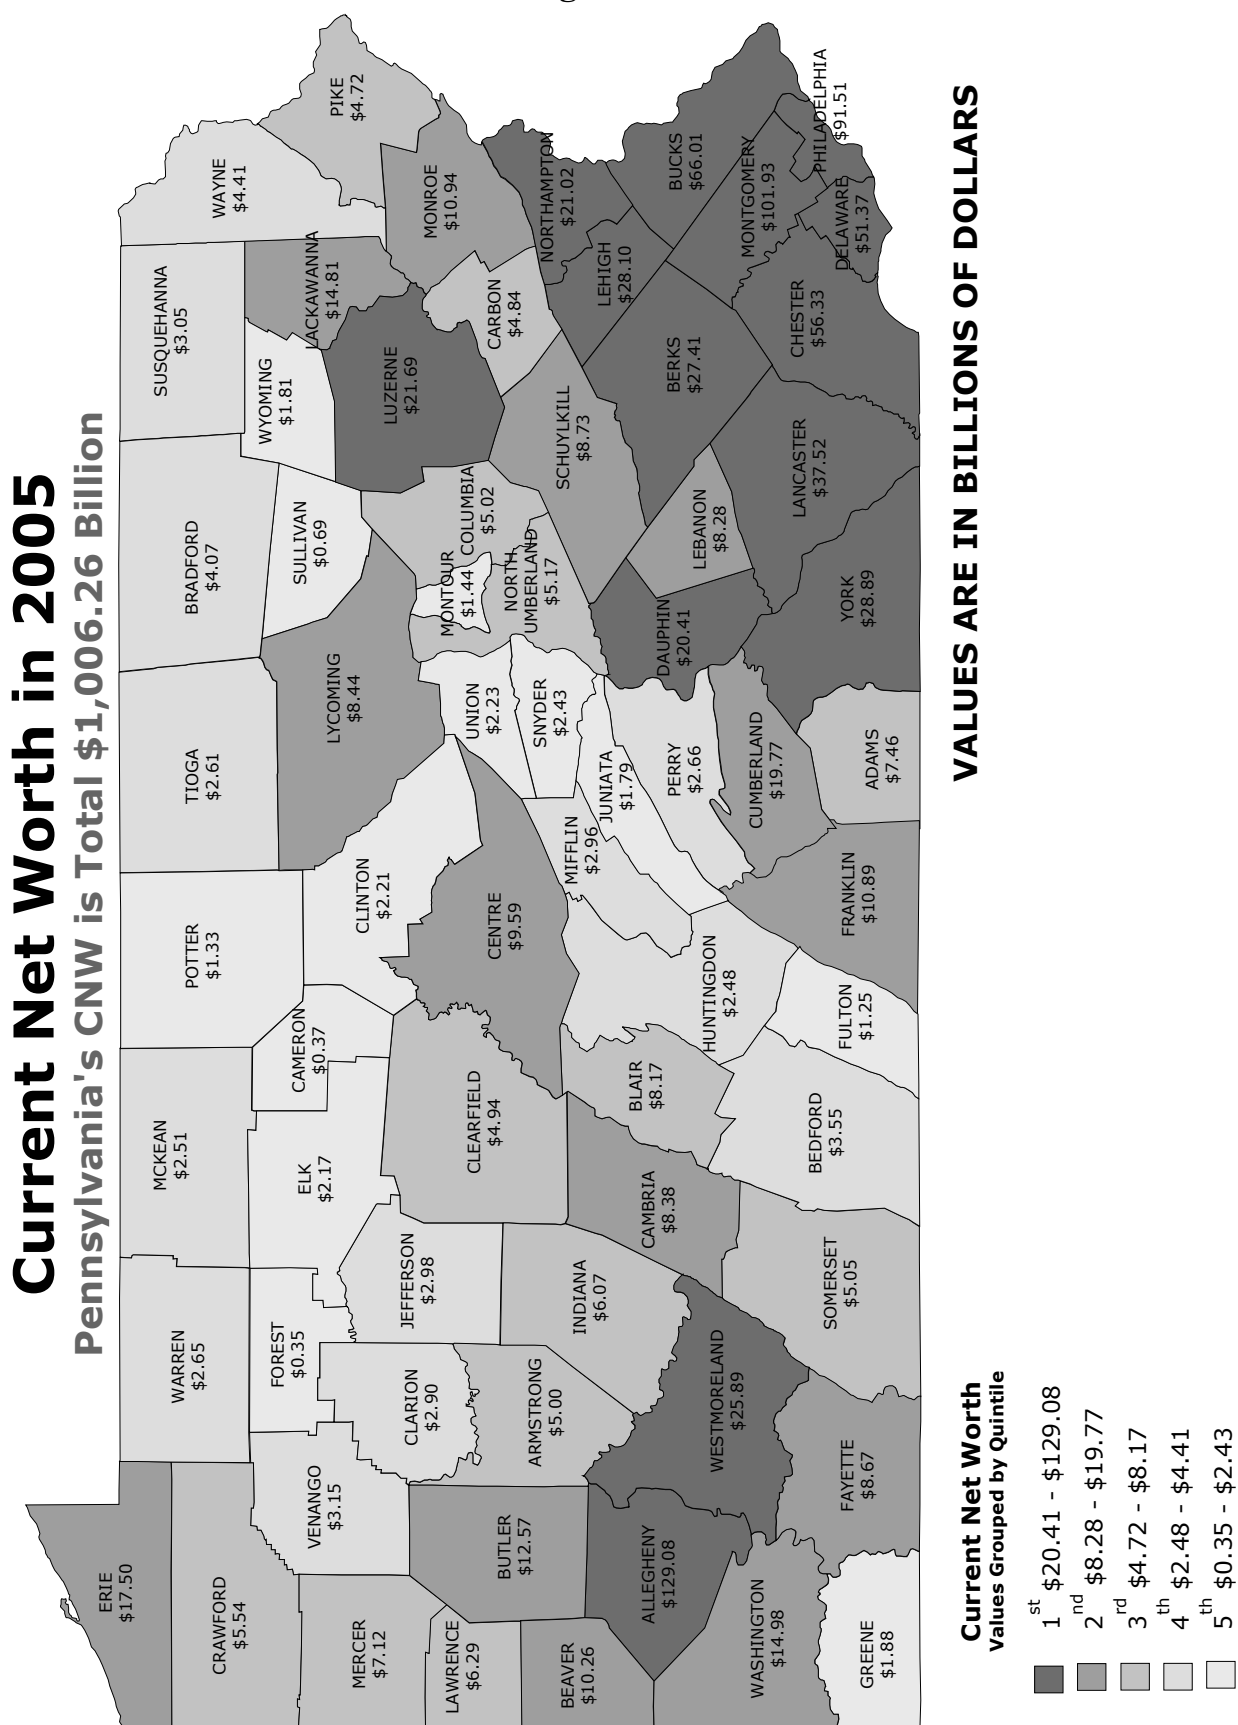 Current Net Worth in 2005
Pennsylvania's CNW is Total $1,006.26 Billion
ERIE
$17.50
CRAWFORD
$5.54
WARREN
$2.65
MCKEAN
$2.51
POTTER
$1.33
TIOGA
$2.61
BRADFORD
$4.07
SUSQUEHANNA
$3.05
WAYNE
$4.41
MERCER
$7.12
VENANGO
$3.15
FOREST
$0.35
ELK
$2.17
CAMERON
$0.37
CLINTON
$2.21
LYCOMING
$8.44
SULLIVAN
$0.69
WYOMING
$1.81
LACKAWANNA
$14.81
PIKE
$4.72
LAWRENCE
$6.29
BUTLER
$12.57
CLARION
$2.90
JEFFERSON
$2.98
CLEARFIELD
$4.94
CENTRE
$9.59
UNION
$2.23
MONTOUR
$1.44
COLUMBIA
$5.02
LUZERNE
$21.69
MONROE
$10.94
BEAVER
$10.26
ARMSTRONG
$5.00
INDIANA
$6.07
MIFFLIN
$2.96
JUNIATA
$1.79
SNYDER
$2.43
NORTH
UMBERLAND
$5.17
SCHUYLKILL
$8.73
CARBON
$4.84
LEHIGH
$28.10
NORTHAMPTON
$21.02
ALLEGHENY
$129.08
WESTMORELAND
$25.89
CAMBRIA
$8.38
BLAIR
$8.17
HUNTINGDON
$2.48
PERRY
$2.66
DAUPHIN
$20.41
LEBANON
$8.28
BERKS
$27.41
BUCKS
$66.01
MONTGOMERY
$101.93
PHILADELPHIA
$91.51
WASHINGTON
$14.98
GREENE
$1.88
FAYETTE
$8.67
SOMERSET
$5.05
BEDFORD
$3.55
FULTON
$1.25
FRANKLIN
$10.89
CUMBERLAND
$19.77
ADAMS
$7.46
YORK
$28.89
LANCASTER
$37.52
CHESTER
$56.33
DELAWARE
$51.37
VALUES ARE IN BILLIONS OF DOLLARS
Current Net Worth
Values Grouped by Quintile
1st $20.41 - $129.08
2nd $8.28 - $19.77
3rd $4.72 - $8.17
4th $2.48 - $4.41
5th $0.35 - $2.43